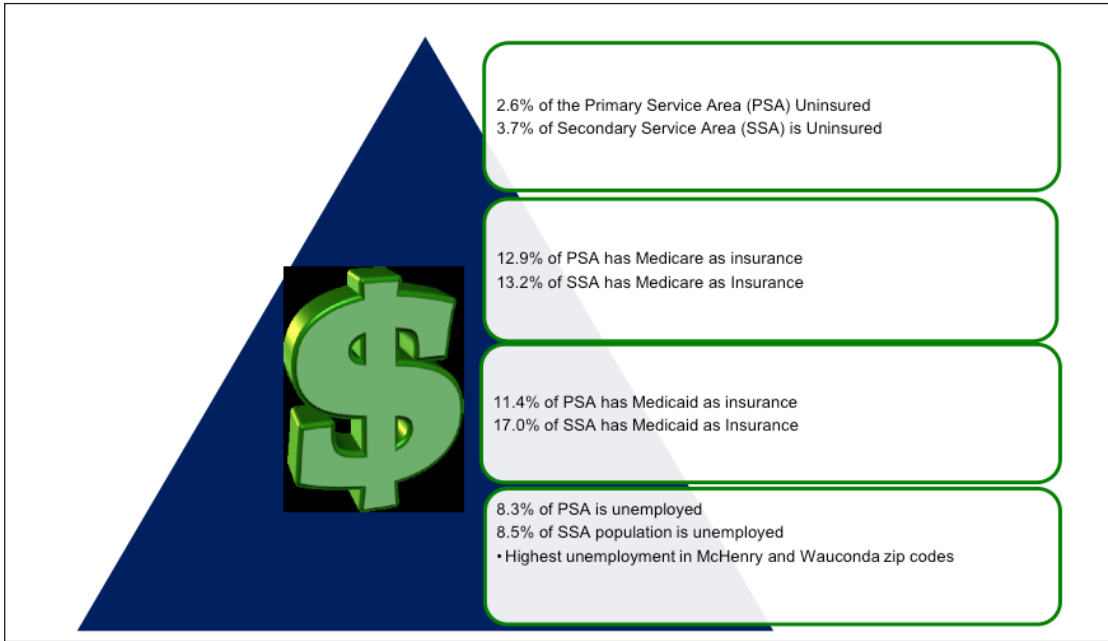 2.6% of the Primary Service Area (PSA) Uninsured
3.7% of Secondary Service Area (SSA) is Uninsured
12.9% of PSA has Medicare as insurance
13.2% of SSA has Medicare as Insurance
11.4% of PSA has Medicaid as insurance
17.0% of SSA has Medicaid as Insurance
8.3% of PSA is unemployed
8.5% of SSA population is unemployed
• Highest unemployment in McHenry and Wauconda zip codes
$